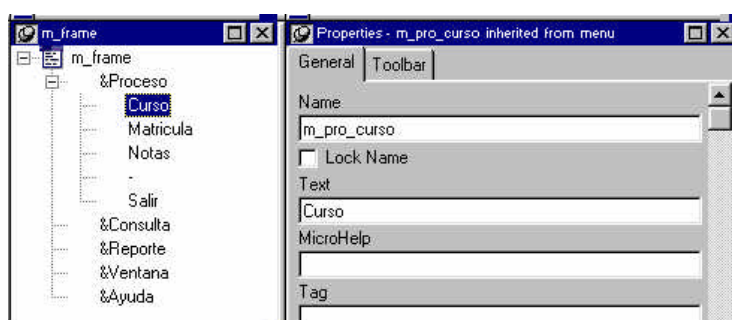 m_frame
m_frame
&Proceso
Curso
Matricula
Notas
-
Salir
&Consulta
&Reporte
&Ventana
&Ayuda
Properties - m_pro_curso inherited from menu
General Toolbar
Name
m_pro_curso
Lock Name
Text
Curso
MicroHelp
Tag